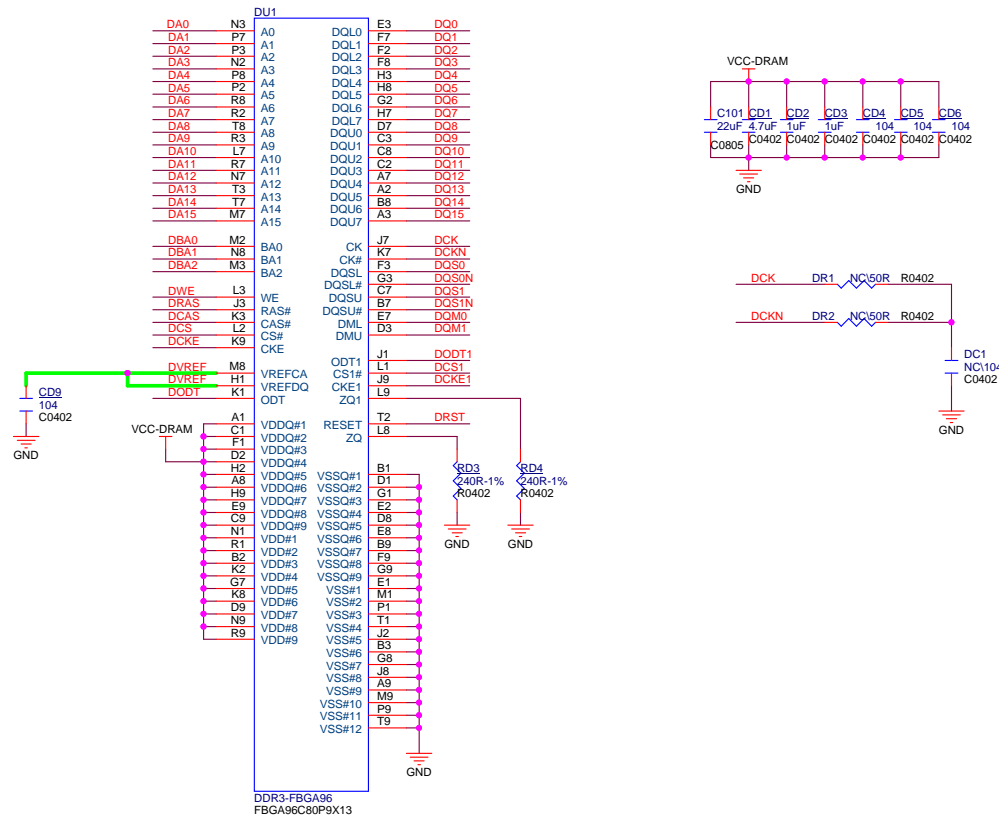 DU1
DA0 N3 A0 DQL0 E3 DQ0
DA1 P7 A1 DQL1 F7 DQ1
DA2 P3 A2 DQL2 F2 DQ2
DA3 N2 A3 DQL3 F8 DQ3
DA4 P8 A4 DQL4 H3 DQ4
DA5 P2 A5 DQL5 H8 DQ5
DA6 R8 A6 DQL6 G2 DQ6
DA7 R2 A7 DQL7 H7 DQ7
DA8 T8 A8 DQU0 D7 DQ8
DA9 R3 A9 DQU1 C3 DQ9
DA10 L7 A10 DQU2 C8 DQ10
DA11 R7 A11 DQU3 C2 DQ11
DA12 N7 A12 DQU4 A7 DQ12
DA13 T3 A13 DQU5 A2 DQ13
DA14 T7 A14 DQU6 B8 DQ14
DA15 M7 A15 DQU7 A3 DQ15
DBA0 M2 BA0 CK J7 DCK
DBA1 N8 BA1 CK# K7 DCKN
DBA2 M3 BA2 DQSL F3 DQS0
DQSL# G3 DQS0N
DWE L3 WE DQSU C7 DQS1
DRAS J3 RAS# DQSU# B7 DQS1N
DCAS K3 CAS# DML E7 DQM0
DCS L2 CS# DMU D3 DQM1
DCKE K9 CKE
ODT1 J1 DODT1
DVREF M8 VREFCA CS1# L1 DCS1
DVREF H1 VREFDQ CKE1 J9 DCKE1
DODT K1 ODT ZQ1 L9
A1 VDDQ#1 RESET T2 DRST
C1 VDDQ#2 ZQ L8
F1 VDDQ#3
D2 VDDQ#4
H2 VDDQ#5 VSSQ#1 B1
A8 VDDQ#6 VSSQ#2 D1
H9 VDDQ#7 VSSQ#3 G1
E9 VDDQ#8 VSSQ#4 E2
C9 VDDQ#9 VSSQ#5 D8
N1 VDD#1 VSSQ#6 E8
R1 VDD#2 VSSQ#7 B9
B2 VDD#3 VSSQ#8 F9
K2 VDD#4 VSSQ#9 G9
G7 VDD#5 VSS#1 E1
K8 VDD#6 VSS#2 M1
D9 VDD#7 VSS#3 P1
N9 VDD#8 VSS#4 T1
R9 VDD#9 VSS#5 J2
VSS#6 B3
VSS#7 G8
VSS#8 J8
VSS#9 A9
VSS#10 M9
VSS#11 P9
VSS#12 T9
GND
DDR3-FBGA96
FBGA96C80P9X13
CD9
104
C0402
GND
VCC-DRAM
RD3
240R-1%
R0402
GND
RD4
240R-1%
R0402
GND
VCC-DRAM
C101 CD1 CD2 CD3 CD4 CD5 CD6
22uF 4.7uF 1uF 1uF 104 104 104
C0805 C0402 C0402 C0402 C0402 C0402 C0402
GND
DCK DR1 NC\50R R0402
DCKN DR2 NC\50R R0402
DC1
NC\104
C0402
GND